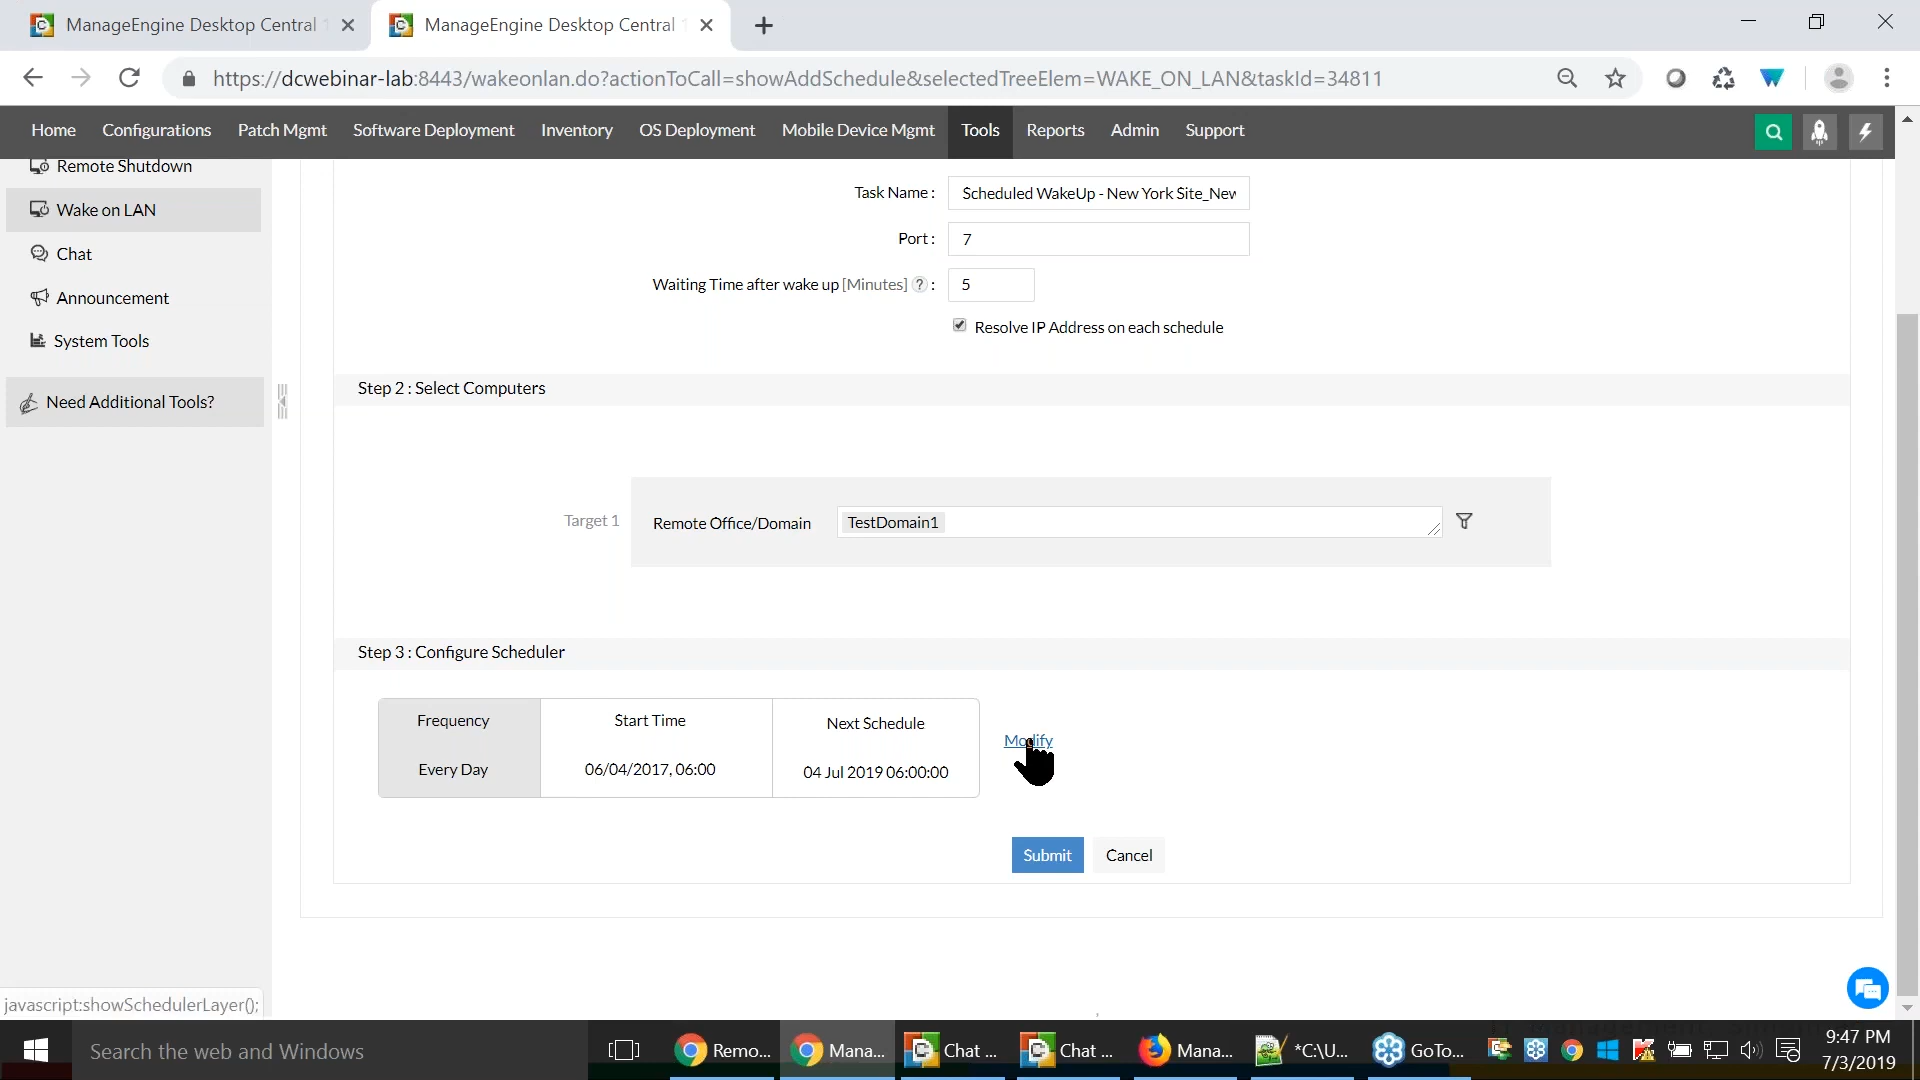 ManageEngine Desktop Central 1
ManageEngine Desktop Central 1
https://dcwebinar-lab:8443/wakeonlan.do?actionToCall=showAddSchedule&selectedTreeElem=WAKE_ON_LAN&taskId=34811
Home Configurations Patch Mgmt Software Deployment Inventory OS Deployment Mobile Device Mgmt Tools Reports Admin Support
Remote Shutdown
Wake on LAN
Chat
Announcement
System Tools
Need Additional Tools?
Task Name : Scheduled WakeUp - New York Site_New
Port : 7
Waiting Time after wake up [Minutes] ? : 5
Resolve IP Address on each schedule
Step 2 : Select Computers
Target 1 Remote Office/Domain TestDomain1
Step 3 : Configure Scheduler
Frequency Start Time Next Schedule
Modify
Every Day 06/04/2017, 06:00 04 Jul 2019 06:00:00
Submit Cancel
javascript:showSchedulerLayer();
Search the web and Windows
Remo... Mana... Chat ... Chat ... Mana... *C:\U... GoTo...
9:47 PM
7/3/2019